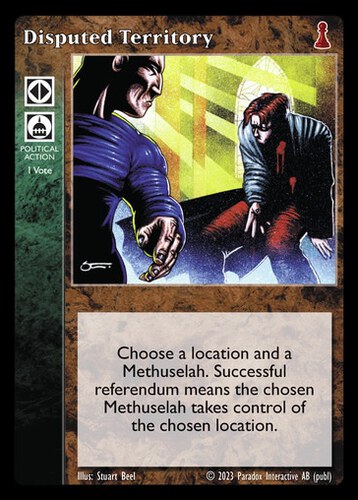 Disputed Territory
POLITICAL
ACTION
1 Vote
Choose a location and a
Methuselah. Successful
referendum means the chosen
Methuselah takes control of
the chosen location.
Illus: Stuart Beel © 2023 Paradox Interactive AB (publ)